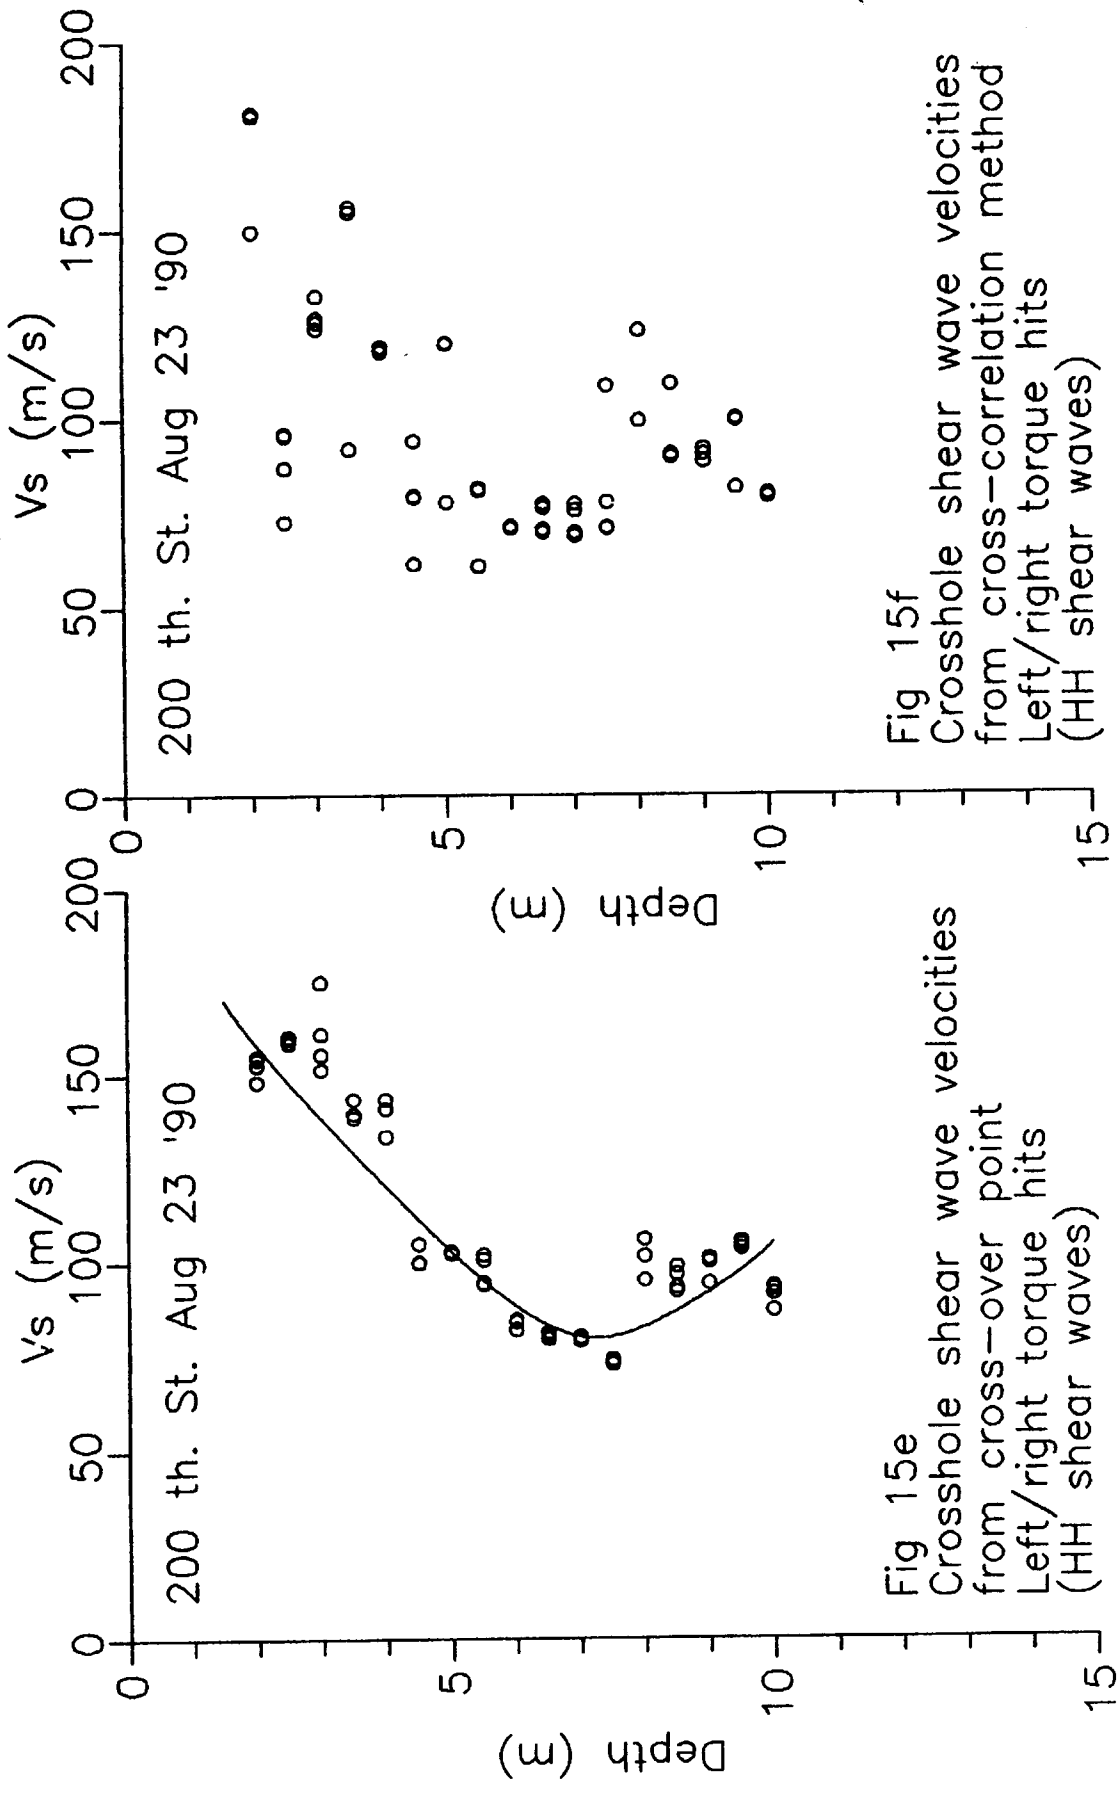 Vs (m/s)
0 50 100 150 200
200 th. St. Aug 23 '90
0
5
10
15
Depth (m)
Fig 15e
Crosshole shear wave velocities
from cross-over point
Left/right torque hits
(HH shear waves)
Vs (m/s)
0 50 100 150 200
200 th. St. Aug 23 '90
0
5
10
15
Depth (m)
Fig 15f
Crosshole shear wave velocities
from cross-correlation method
Left/right torque hits
(HH shear waves)